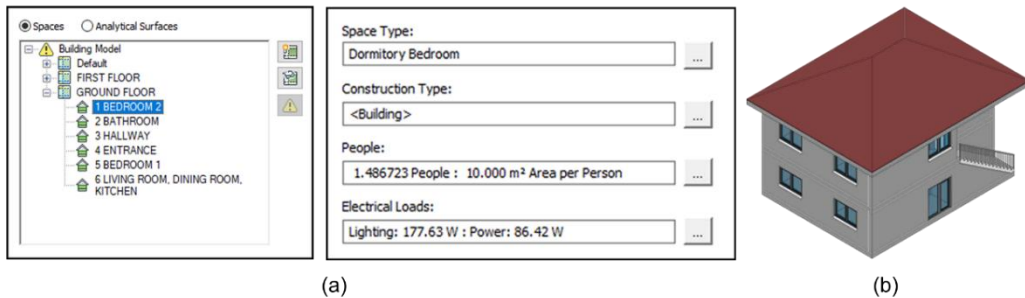 Spaces
Analytical Surfaces
Building Model
Default
FIRST FLOOR
GROUND FLOOR
1 BEDROOM 2
2 BATHROOM
3 HALLWAY
4 ENTRANCE
5 BEDROOM 1
6 LIVING ROOM, DINING ROOM,
KITCHEN
Space Type:
Dormitory Bedroom
...
Construction Type:
<Building>
...
People:
1.486723 People : 10.000 m² Area per Person
...
Electrical Loads:
Lighting: 177.63 W : Power: 86.42 W
...
(a)
(b)